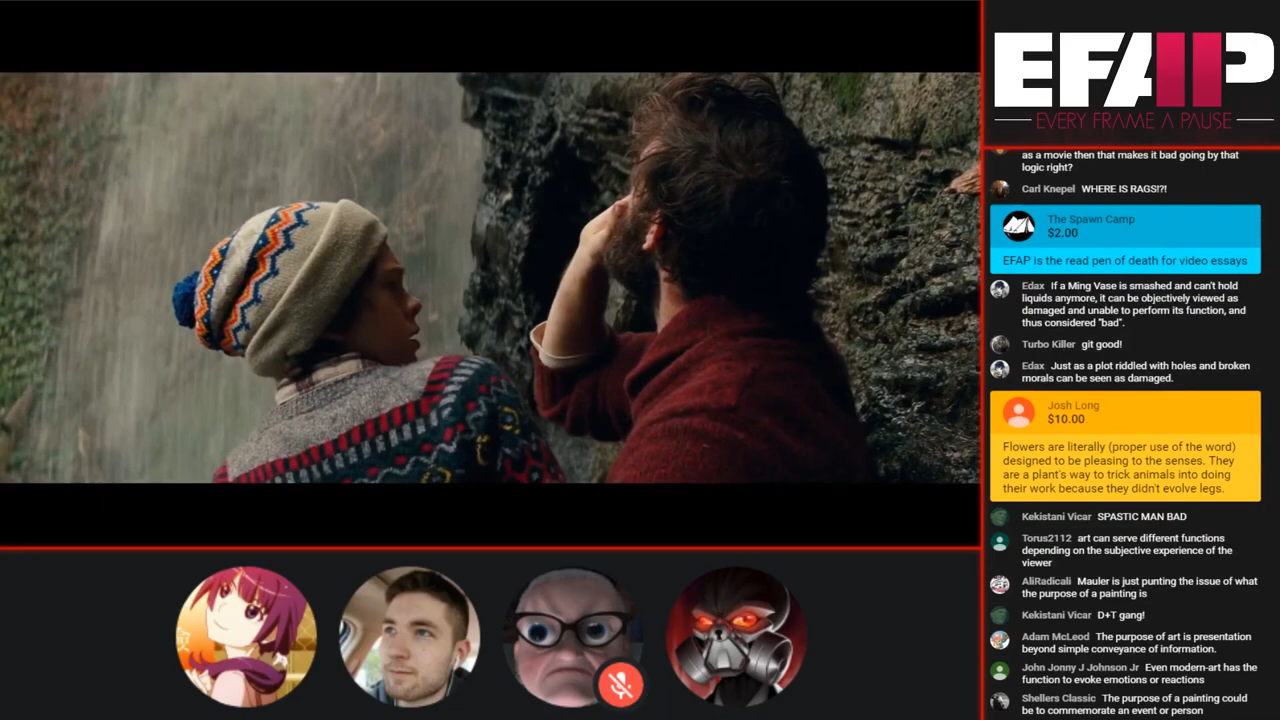 EFAP
EVERY FRAME A PAUSE
as a movie then that makes it bad going by that
logic right?
Carl Knepel WHERE IS RAGS!?!
The Spawn Camp
$2.00
EFAP is the read pen of death for video essays
Edax If a Ming Vase is smashed and can't hold
liquids anymore, it can be objectively viewed as
damaged and unable to perform its function, and
thus considered "bad".
Turbo Killer git good!
Edax Just as a plot riddled with holes and broken
morals can be seen as damaged.
Josh Long
$10.00
Flowers are literally (proper use of the word)
designed to be pleasing to the senses. They
are a plant's way to trick animals into doing
their work because they didn't evolve legs.
Kekistani Vicar SPASTIC MAN BAD
Torus2112 art can serve different functions
depending on the subjective experience of the
viewer
AliRadicali Mauler is just punting the issue of what
the purpose of a painting is
Kekistani Vicar D+T gang!
Adam McLeod The purpose of art is presentation
beyond simple conveyance of information.
John Jonny J Johnson Jr Even modern-art has the
function to evoke emotions or reactions
Shellers Classic The purpose of a painting could
be to commemorate an event or person